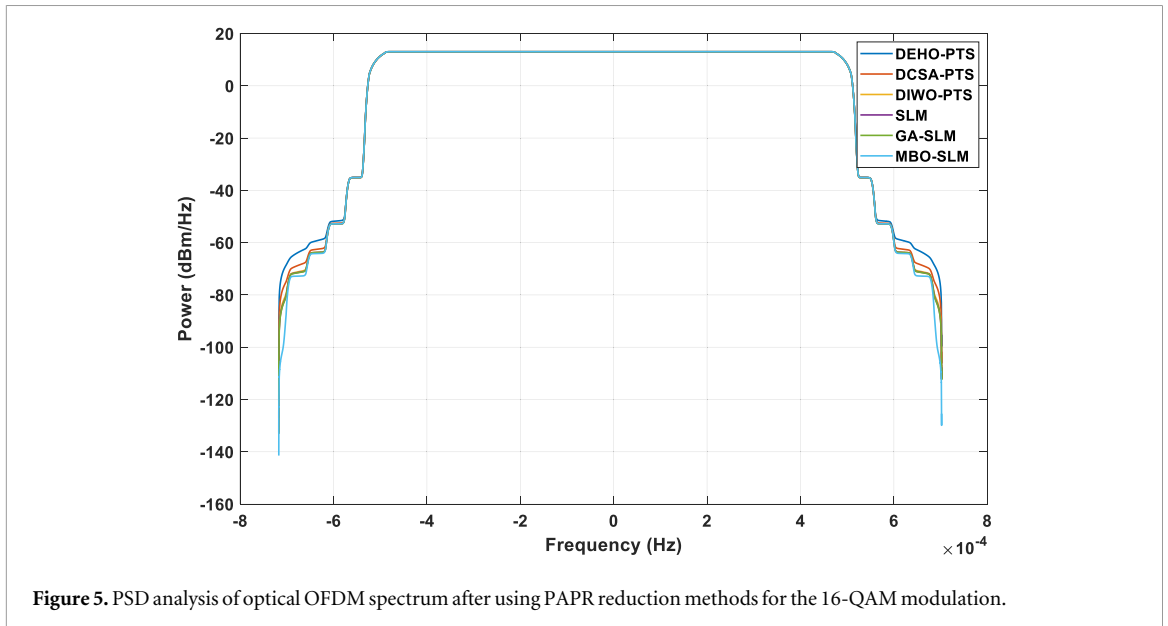 20
0
-20
-40
-60
-80
-100
-120
-140
-160
Power (dBm/Hz)
DEHO-PTS
DCSA-PTS
DIWO-PTS
SLM
GA-SLM
MBO-SLM
-8 -6 -4 -2 0 2 4 6 8
Frequency (Hz)
×10⁻⁴
Figure 5. PSD analysis of optical OFDM spectrum after using PAPR reduction methods for the 16-QAM modulation.